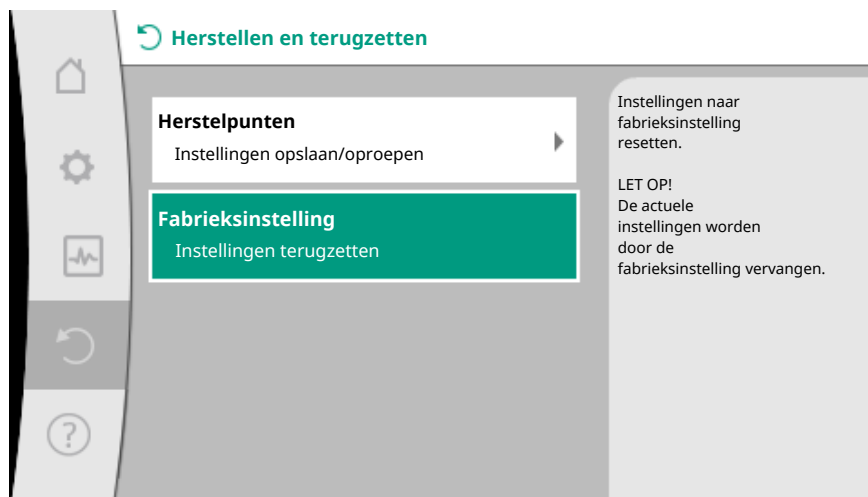 Herstellen en terugzetten
Herstelpunten
Instellingen opslaan/oproepen
Fabrieksinstelling
Instellingen terugzetten
Instellingen naar
fabrieksinstelling
resetten.
LET OP!
De actuele
instellingen worden
door de
fabrieksinstelling vervangen.
?